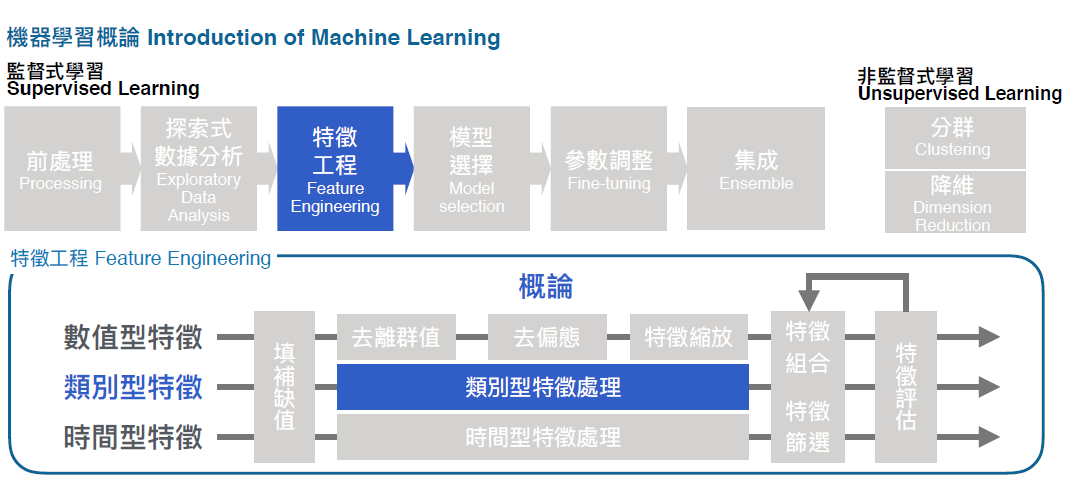 機器學習概論 Introduction of Machine Learning
監督式學習
Supervised Learning
非監督式學習
Unsupervised Learning
前處理
Processing
探索式
數據分析
Exploratory
Data
Analysis
特徵
工程
Feature
Engineering
模型
選擇
Model
selection
參數調整
Fine-tuning
集成
Ensemble
分群
Clustering
降維
Dimension
Reduction
特徵工程 Feature Engineering
概論
數值型特徵
類別型特徵
時間型特徵
填補缺值
去離群值
去偏態
特徵縮放
類別型特徵處理
時間型特徵處理
特徵
組合
特徵
篩選
特徵評估